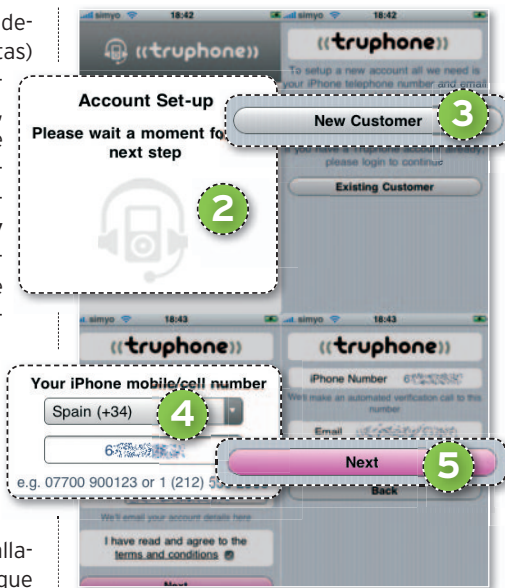 de-
tas)
simyo 18:42
((truphone))
Account Set-up
Please wait a moment fo
next step
2
simyo 18:42
((truphone))
To setup a new account all we need is
your iPhone telephone number and email
New Customer
3
please login to continue
Existing Customer
simyo 18:43
((truphone))
Your iPhone mobile/cell number
Spain (+34)
4
6
e.g. 07700 900123 or 1 (212)
We'll email your account details here
I have read and agree to the
terms and conditions
Next
simyo 18:43
((truphone))
iPhone Number 6
We'll make an automated verification call to this
number
Email
Next
5
Back
alla-
que